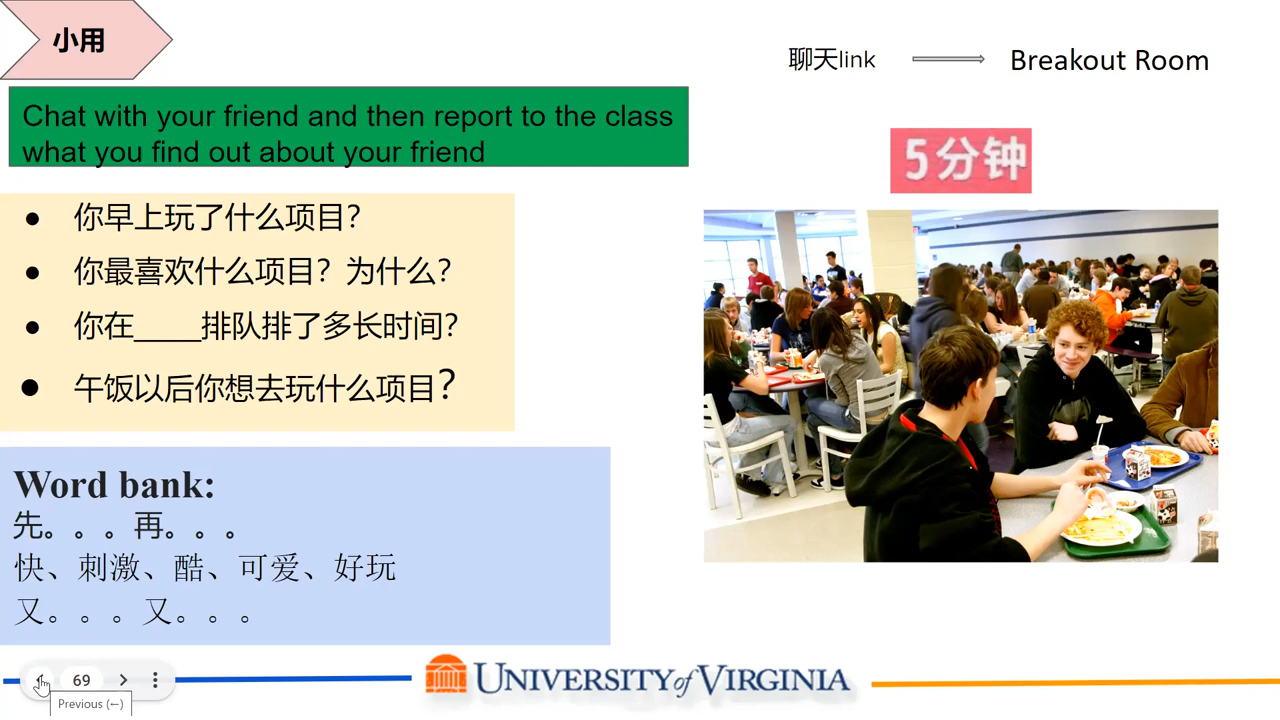 小用
聊天link
Breakout Room
Chat with your friend and then report to the class
what you find out about your friend
5分钟
• 你早上玩了什么项目?
• 你最喜欢什么项目? 为什么?
• 你在_____排队排了多长时间?
• 午饭以后你想去玩什么项目?
Word bank:
先。。。再。。。
快、刺激、酷、可爱、好玩
又。。。又。。。
69
Previous (←)
UNIVERSITY of VIRGINIA